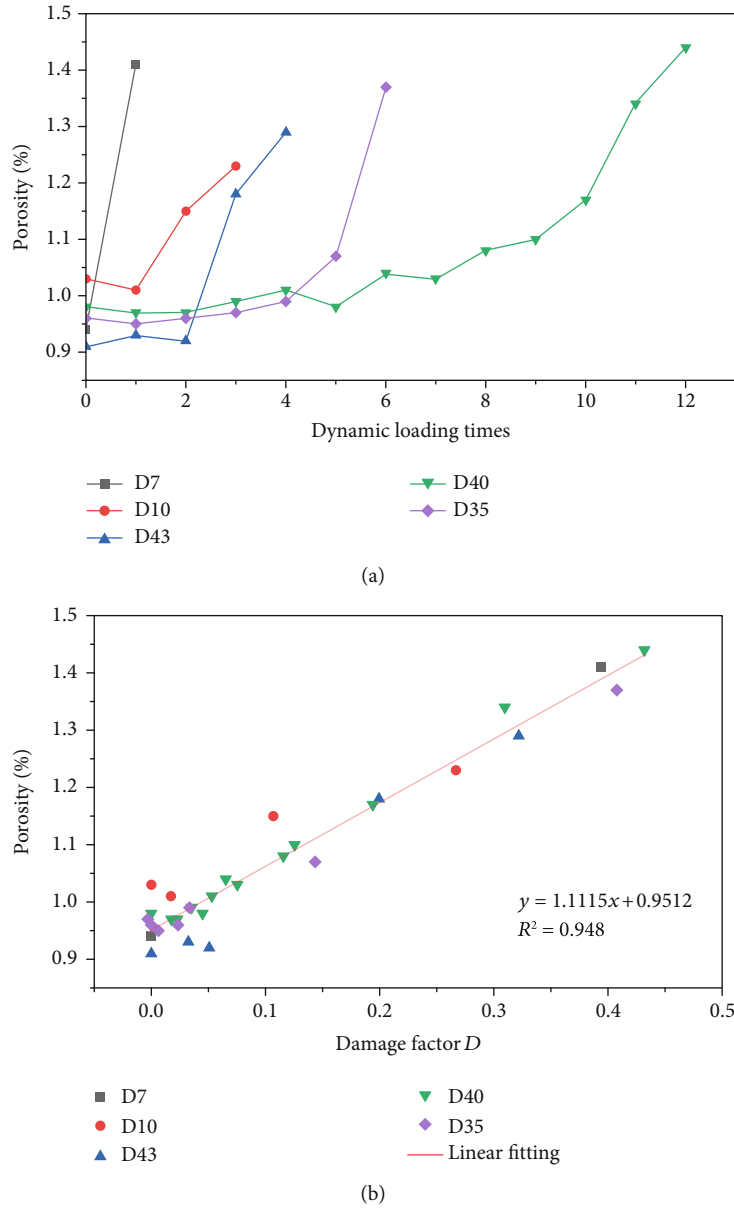 1.5
1.4
1.3
1.2
1.1
1.0
0.9
Porosity (%)
0 2 4 6 8 10 12
Dynamic loading times
D7 D40
D10 D35
D43
(a)
1.5
1.4
1.3
1.2
1.1
1.0
0.9
Porosity (%)
y = 1.1115x + 0.9512
R² = 0.948
0.0 0.1 0.2 0.3 0.4 0.5
Damage factor D
D7 D40
D10 D35
D43 Linear fitting
(b)